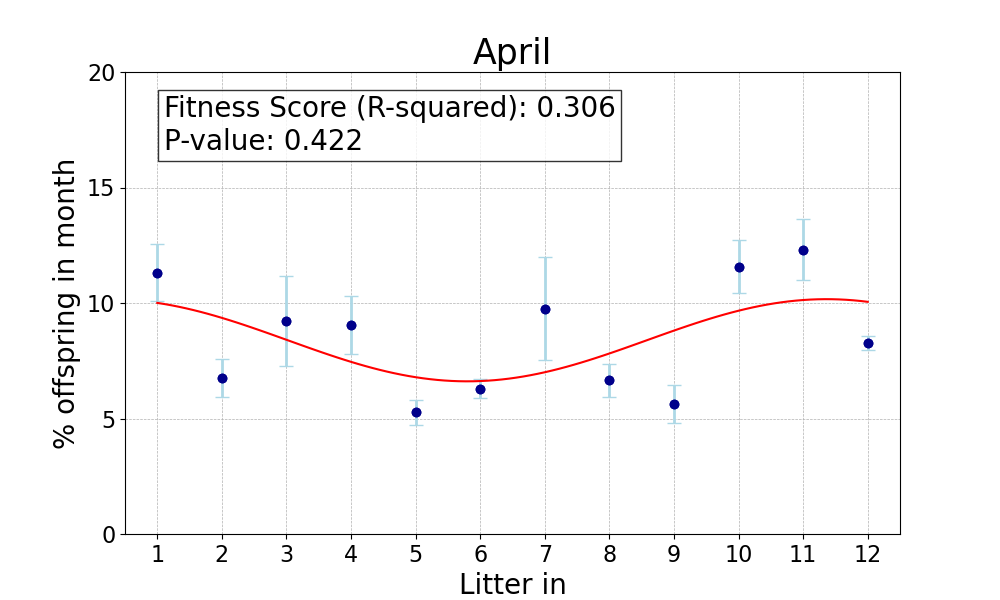 April
Fitness Score (R-squared): 0.306
P-value: 0.422
% offspring in month
20
15
10
5
0
1 2 3 4 5 6 7 8 9 10 11 12
Litter in